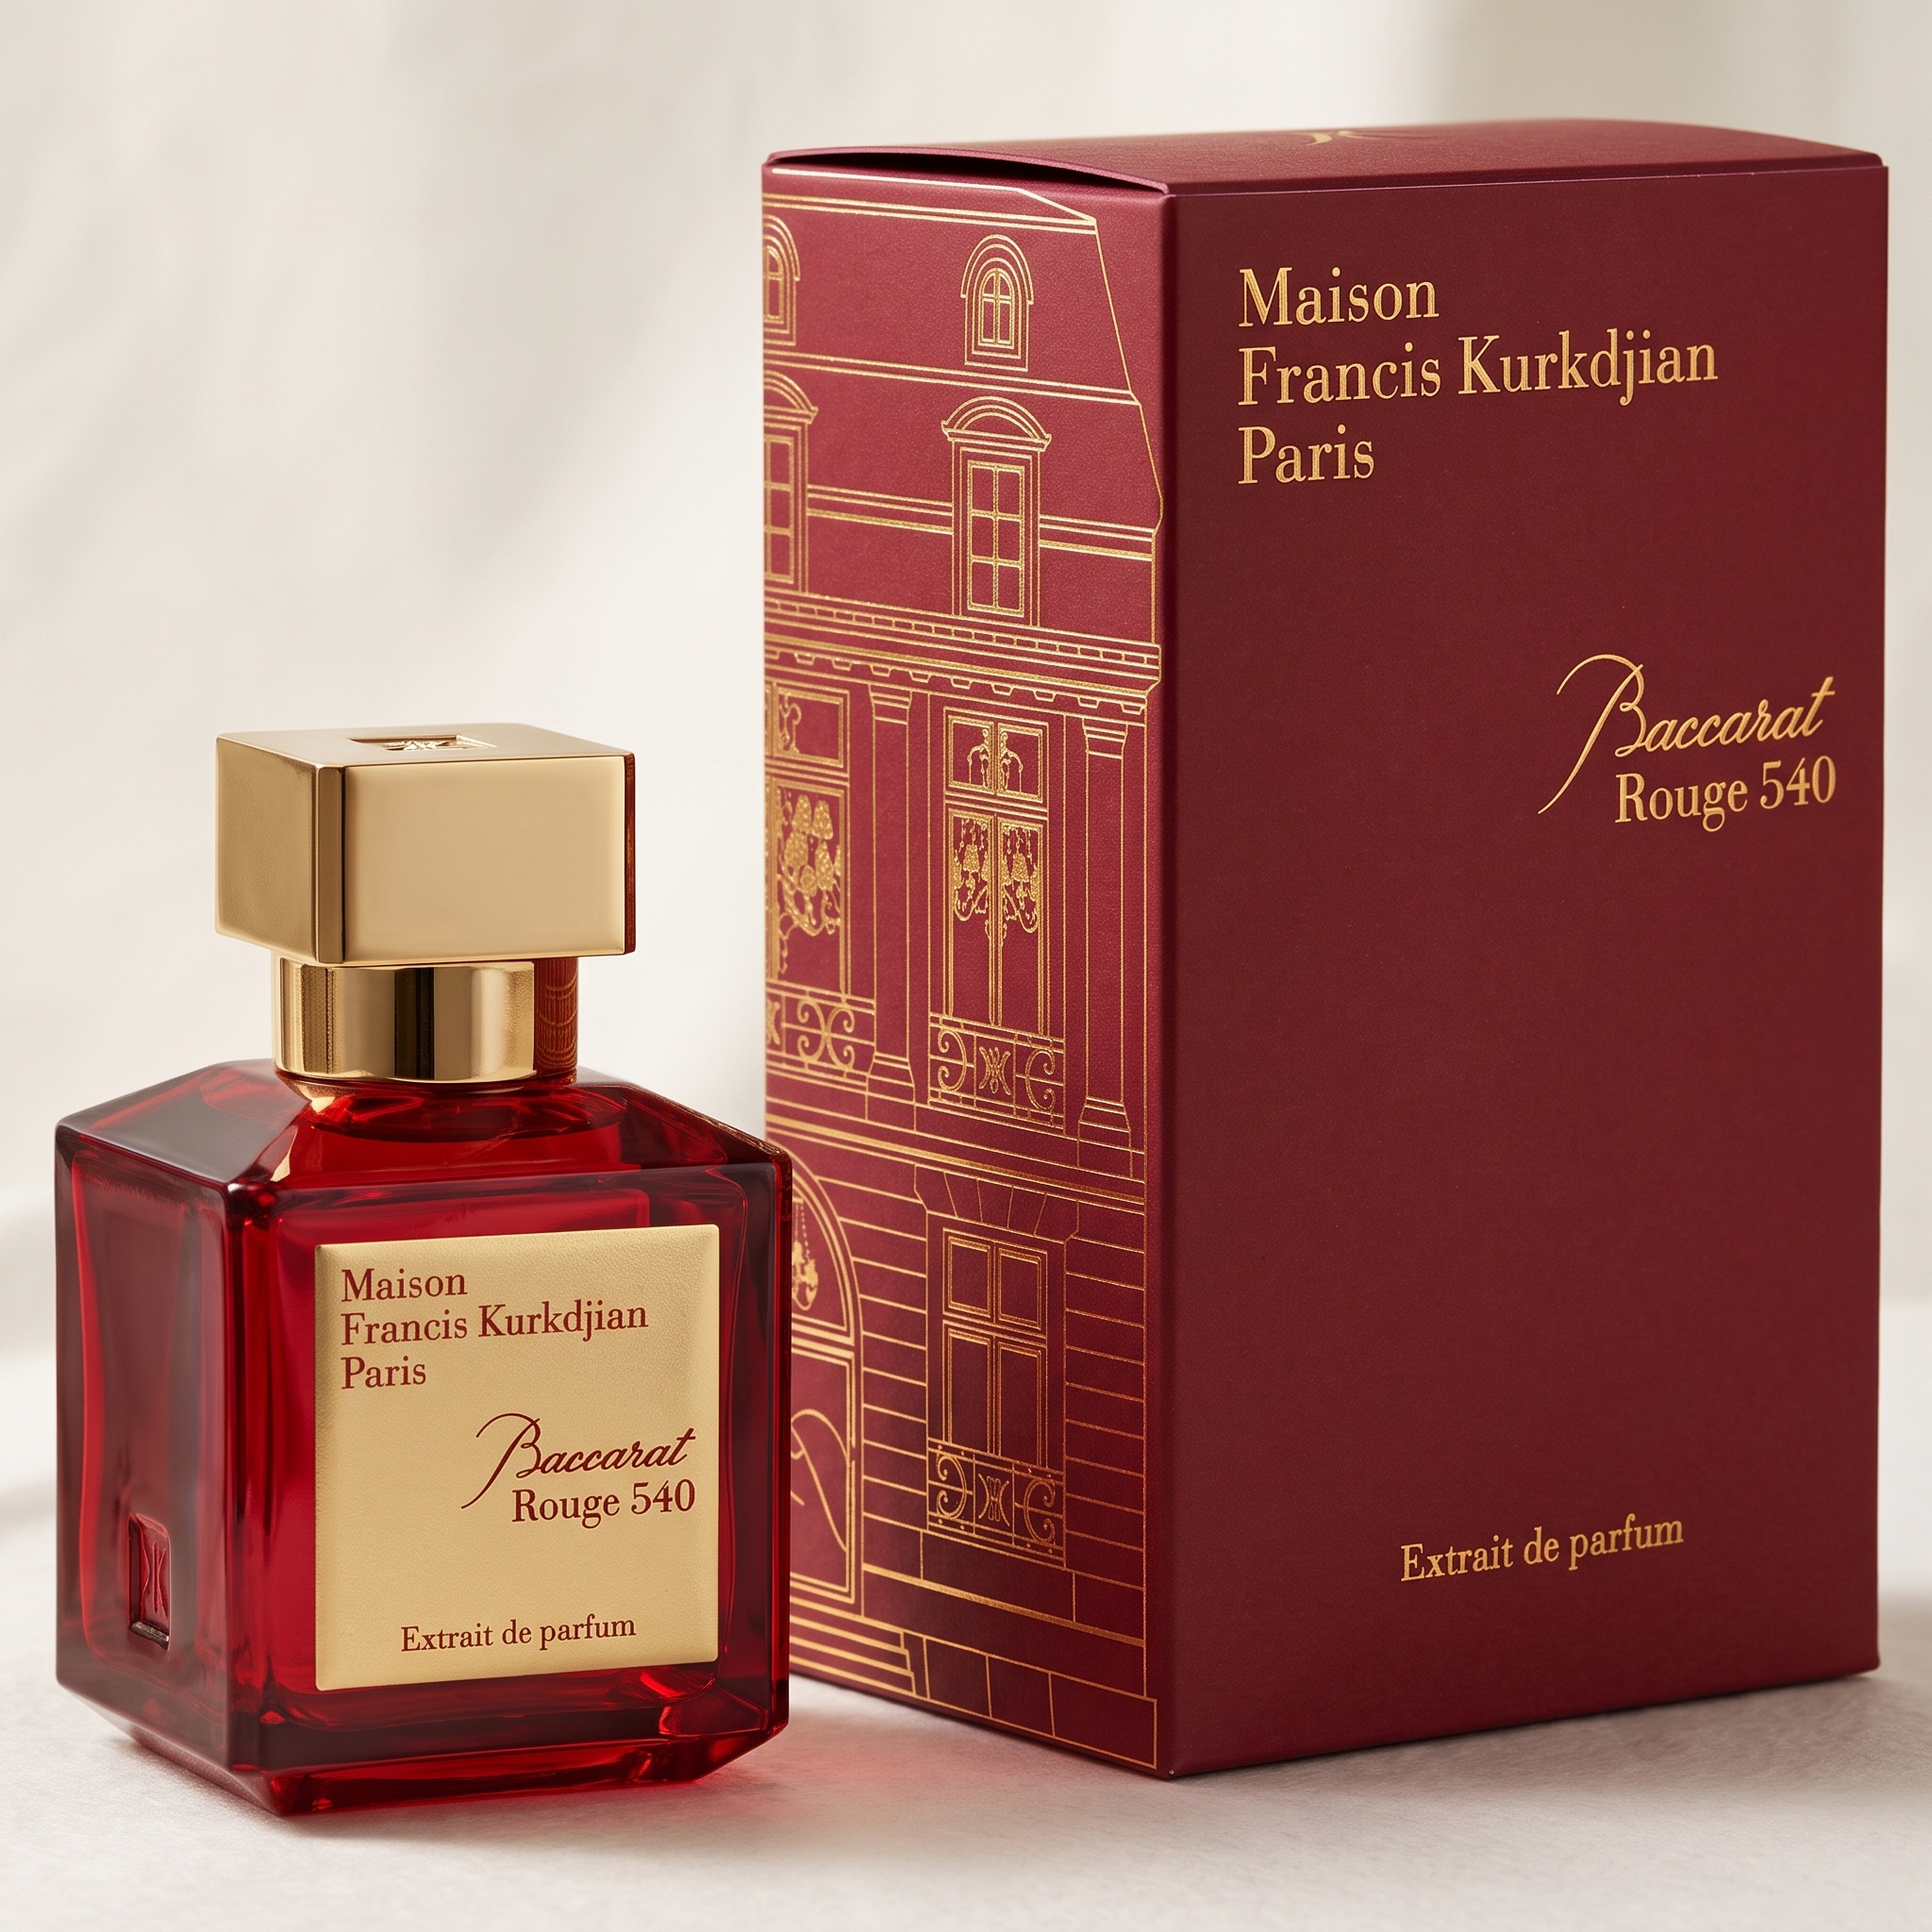 Maison
Francis Kurkdjian
Paris
Baccarat
Rouge 540
Extrait de parfum
Maison
Francis Kurkdjian
Paris
Baccarat
Rouge 540
Extrait de parfum